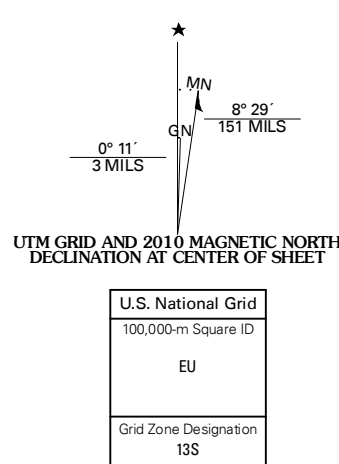 ★
MN
8° 29´
151 MILS
GN
0° 11´
3 MILS
UTM GRID AND 2010 MAGNETIC NORTH
DECLINATION AT CENTER OF SHEET
U.S. National Grid
100,000-m Square ID
EU
Grid Zone Designation
13S